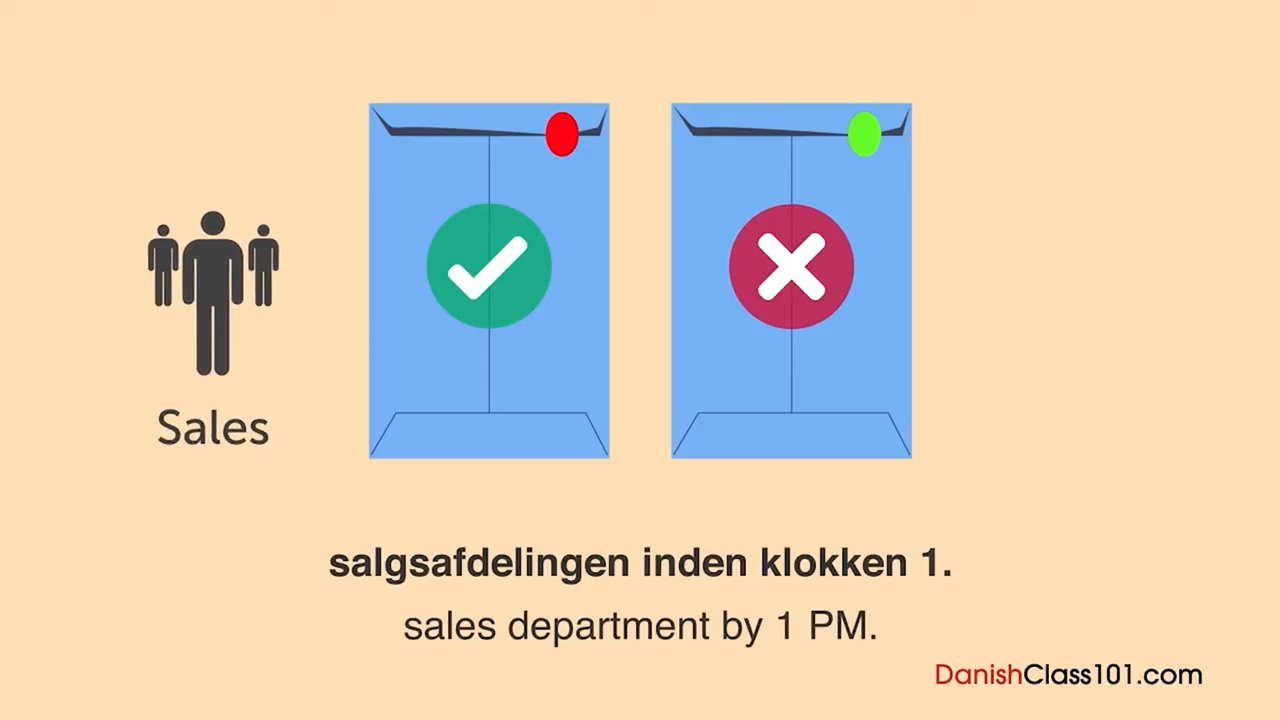 Sales
salgsafdelingen inden klokken 1.
sales department by 1 PM.
DanishClass101.com